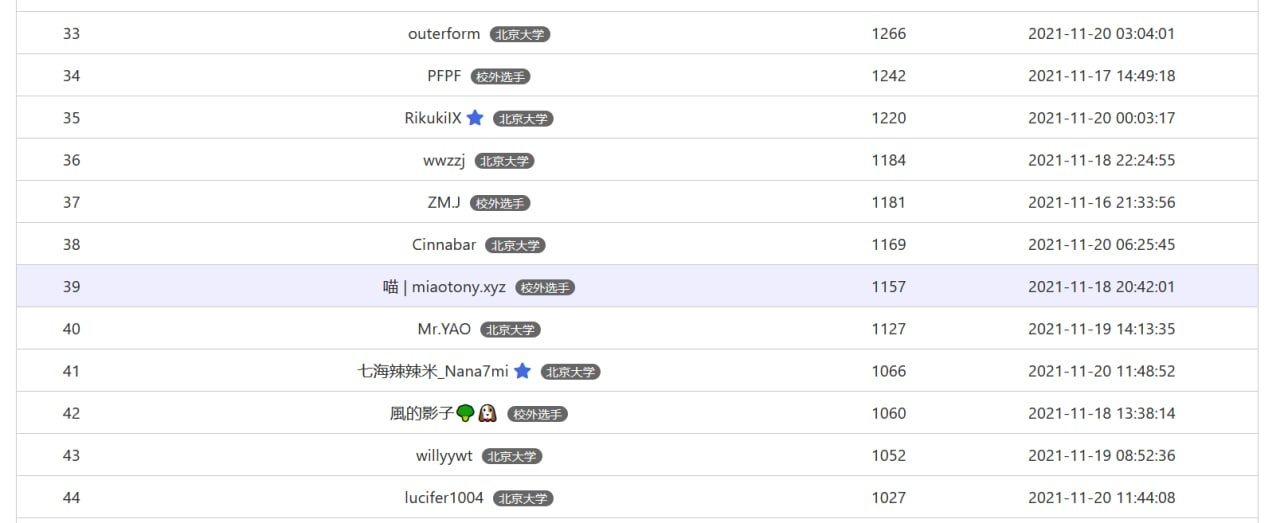 33 outerform 北京大学 1266 2021-11-20 03:04:01
34 PFPF 校外选手 1242 2021-11-17 14:49:18
35 RikukiIX 北京大学 1220 2021-11-20 00:03:17
36 wwzzj 北京大学 1184 2021-11-18 22:24:55
37 ZM.J 校外选手 1181 2021-11-16 21:33:56
38 Cinnabar 北京大学 1169 2021-11-20 06:25:45
39 喵 | miaotony.xyz 校外选手 1157 2021-11-18 20:42:01
40 Mr.YAO 北京大学 1127 2021-11-19 14:13:35
41 七海辣辣米_Nana7mi 北京大学 1066 2021-11-20 11:48:52
42 風的影子🥦🐶 校外选手 1060 2021-11-18 13:38:14
43 willyywt 北京大学 1052 2021-11-19 08:52:36
44 lucifer1004 北京大学 1027 2021-11-20 11:44:08